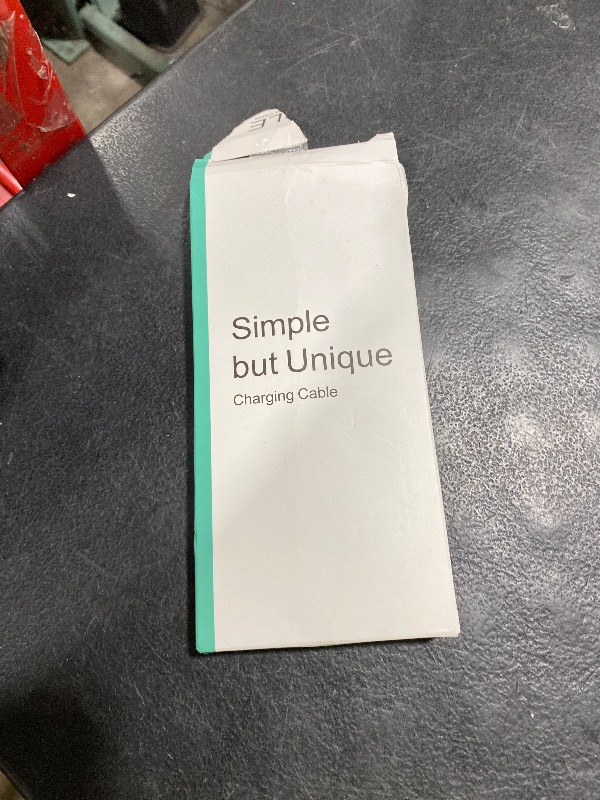 Simple
but Unique
Charging Cable